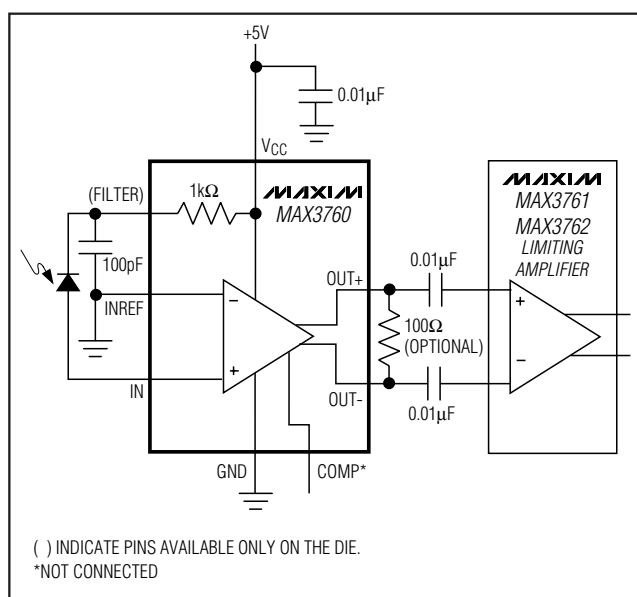 +5V
0.01µF
VCC
(FILTER)
1kΩ
MAXIM
MAX3760
100pF
INREF
IN
OUT+
OUT-
100Ω
(OPTIONAL)
0.01µF
0.01µF
MAXIM
MAX3761
MAX3762
LIMITING
AMPLIFIER
+
−
−
+
GND
COMP*
( ) INDICATE PINS AVAILABLE ONLY ON THE DIE.
*NOT CONNECTED